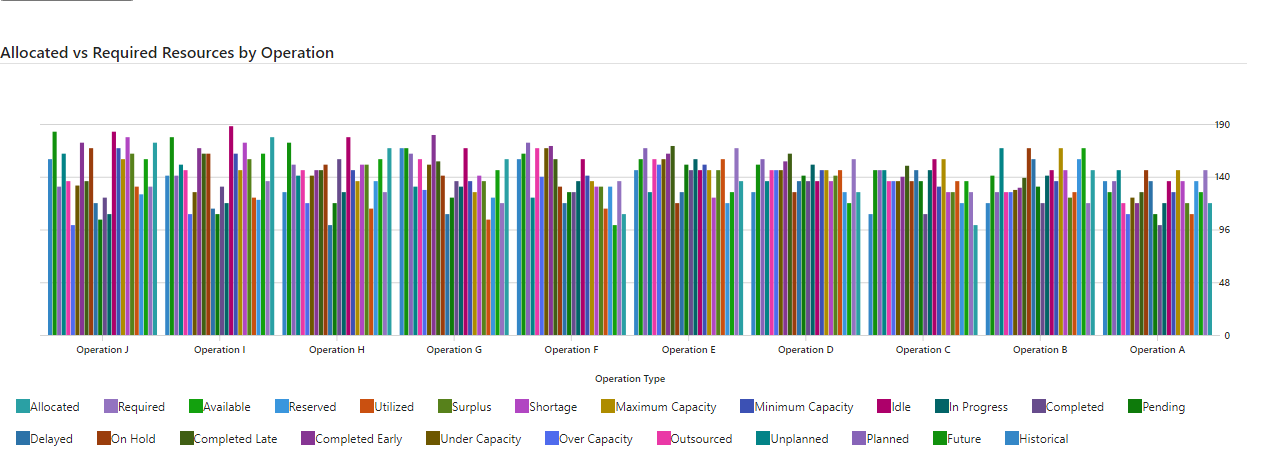 Allocated vs Required Resources by Operation
190
140
96
48
0
Operation J Operation I Operation H Operation G Operation F Operation E Operation D Operation C Operation B Operation A
Operation Type
Allocated Required Available Reserved Utilized Surplus Shortage Maximum Capacity Minimum Capacity Idle In Progress Completed Pending
Delayed On Hold Completed Late Completed Early Under Capacity Over Capacity Outsourced Unplanned Planned Future Historical